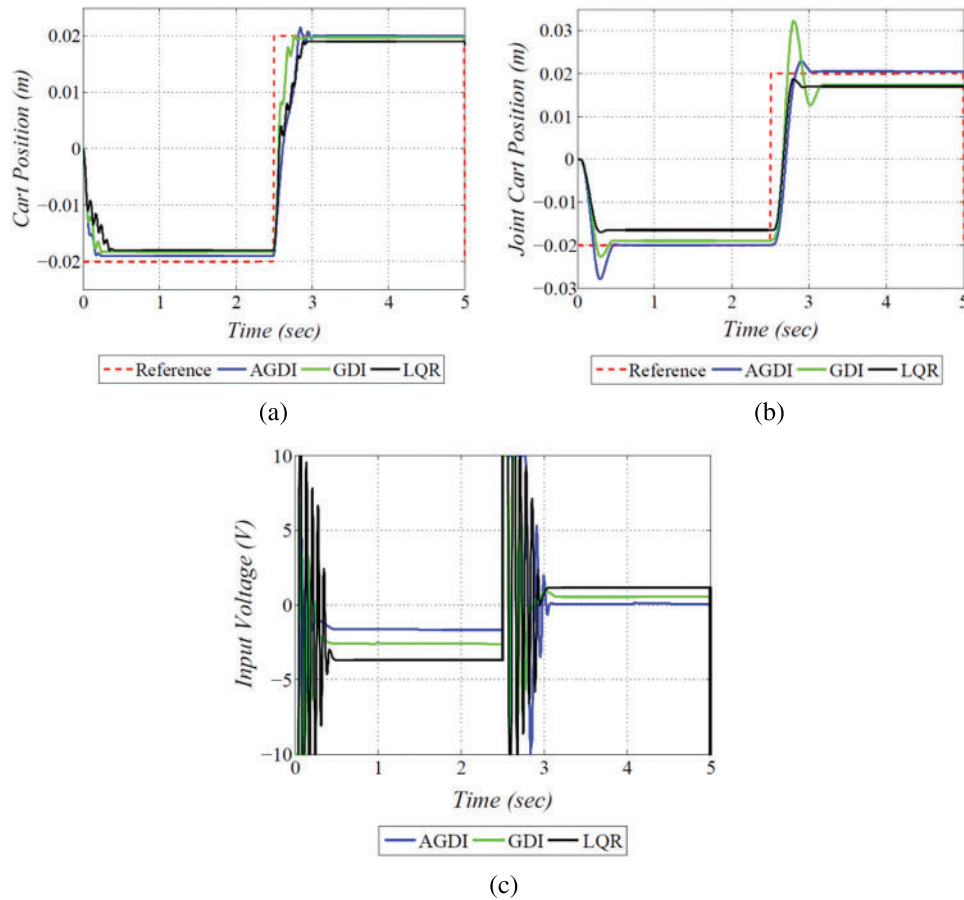 Cart Position (m)
0.02
0.01
0
−0.01
−0.02
0 1 2 3 4 5
Time (sec)
Reference AGDI GDI LQR
(a)
Joint Cart Position (m)
0.03
0.02
0.01
0
−0.01
−0.02
−0.03
0 1 2 3 4 5
Time (sec)
Reference AGDI GDI LQR
(b)
Input Voltage (V)
10
5
0
−5
−10
0 1 2 3 4 5
Time (sec)
AGDI GDI LQR
(c)